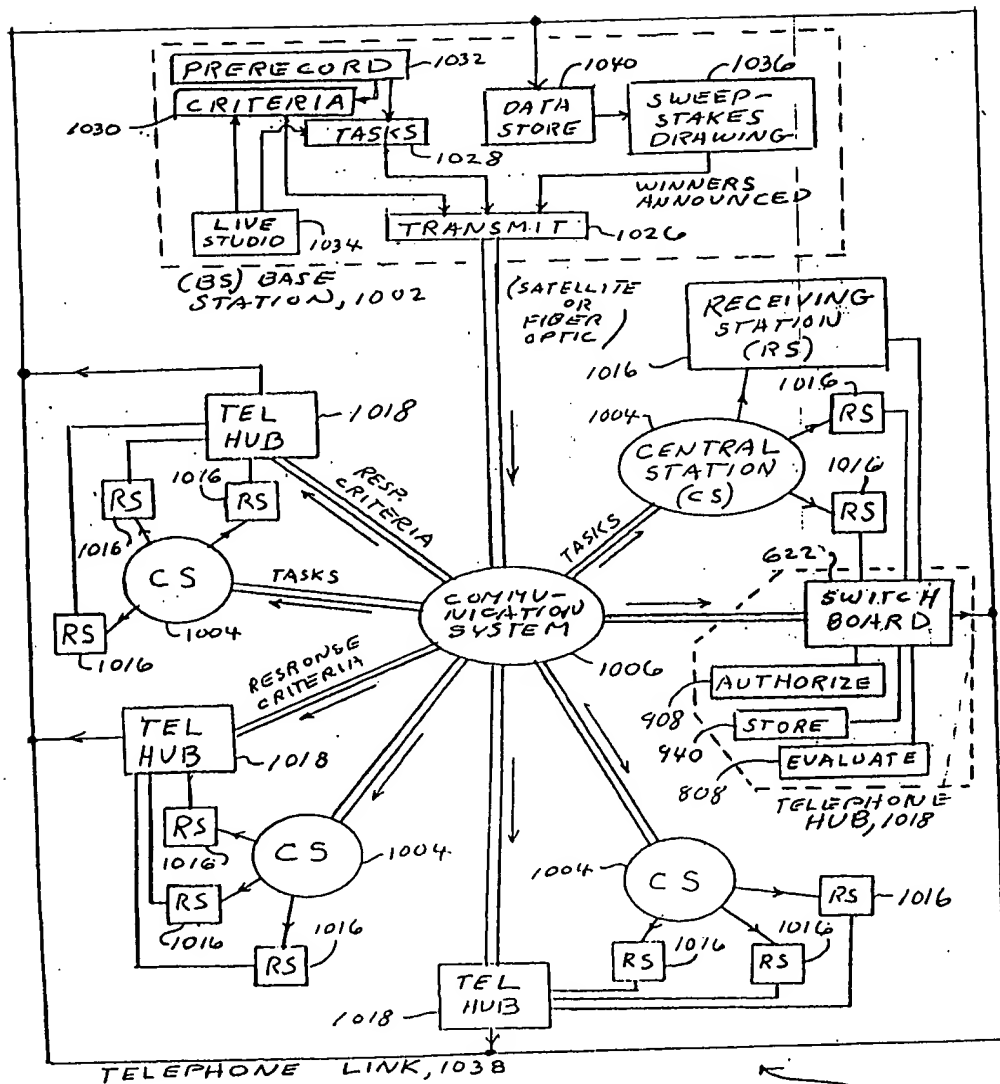 PRERECORD
1032
CRITERIA
1030
TASKS
1028
LIVE
STUDIO
1034
1040
DATA
STORE
1036
SWEEP-
STAKES
DRAWING
WINNERS
ANNOUNCED
TRANSMIT
1026
(BS) BASE
STATION, 1002
(SATELLITE
OR
FIBER
OPTIC)
RECEIVING
STATION
(RS)
1016
1016
RS
1004
CENTRAL
STATION
(CS)
1016
RS
TEL
HUB
1018
RESP.
CRITERIA
RS
1016
1016
RS
CS
1004
TASKS
RS
1016
TASKS
COMMU-
NICATION
SYSTEM
1006
622
SWITCH
BOARD
AUTHORIZE
908
STORE
940
EVALUATE
808
TELEPHONE
HUB, 1018
RESPONSE
CRITERIA
TEL
HUB
1018
RS
1016
RS
1016
CS
1004
1016
RS
1004
CS
RS
1016
1016
RS
1016
RS
TEL
HUB
1018
TELEPHONE LINK, 1038